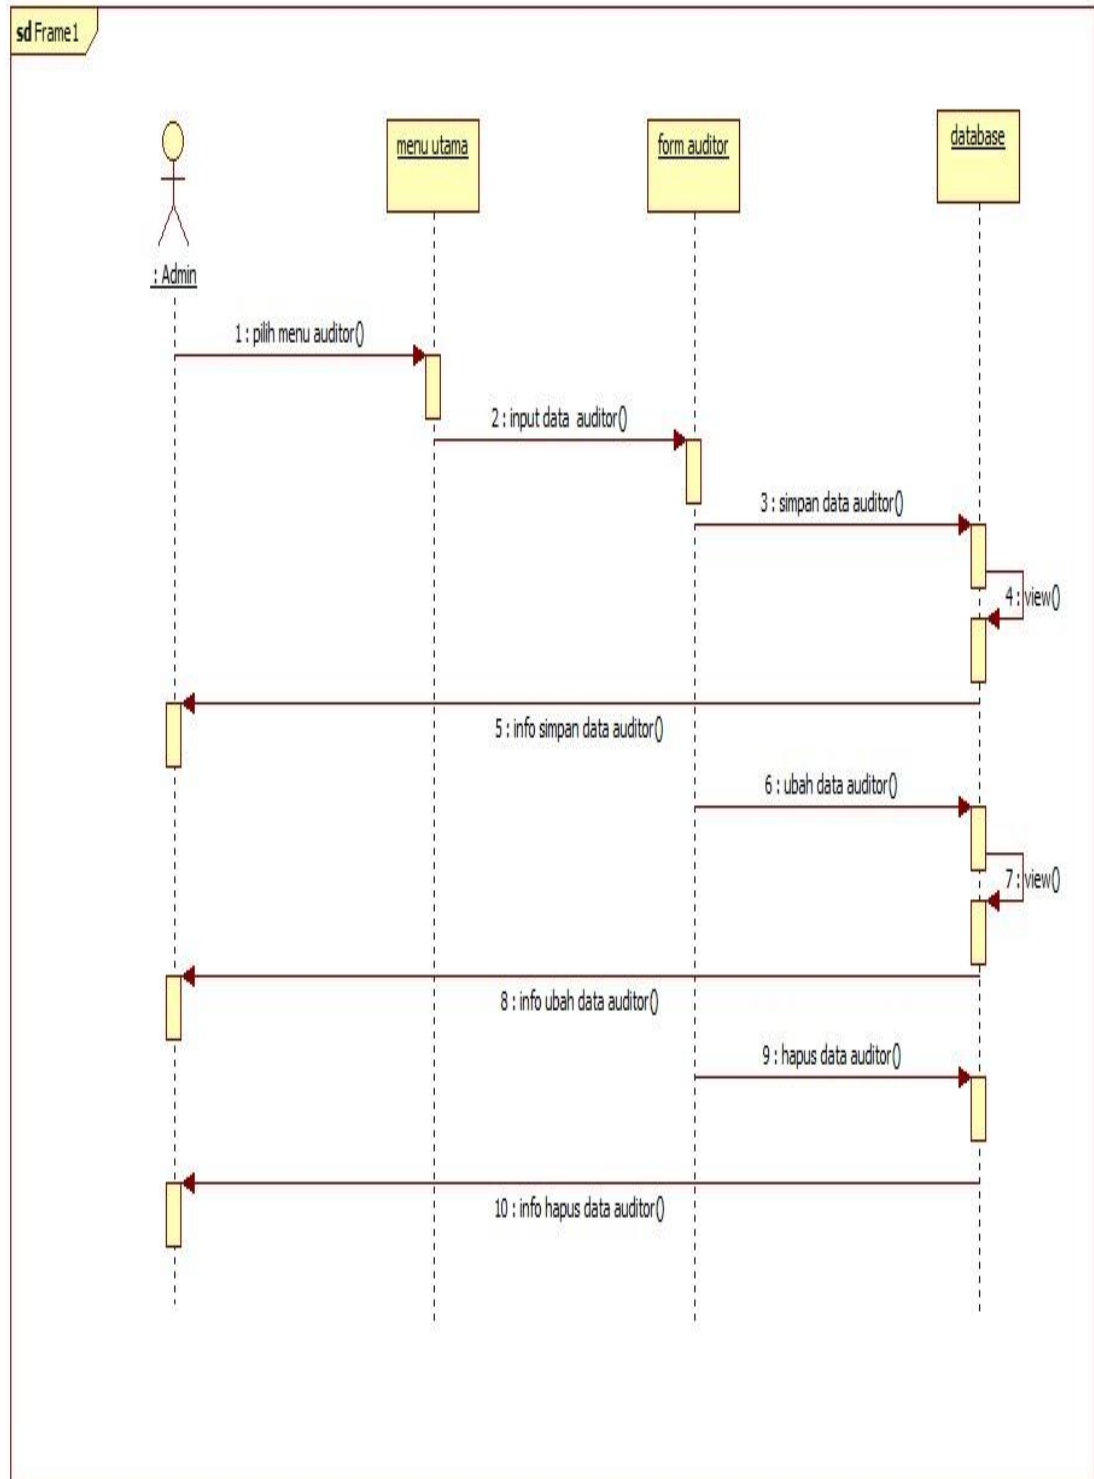 sd Frame1
menu utama
form auditor
database
: Admin
1 : pilih menu auditor()
2 : input data  auditor()
3 : simpan data auditor()
4 : view()
5 : info simpan data auditor()
6 : ubah data auditor()
7 : view()
8 : info ubah data auditor()
9 : hapus data auditor()
10 : info hapus data auditor()